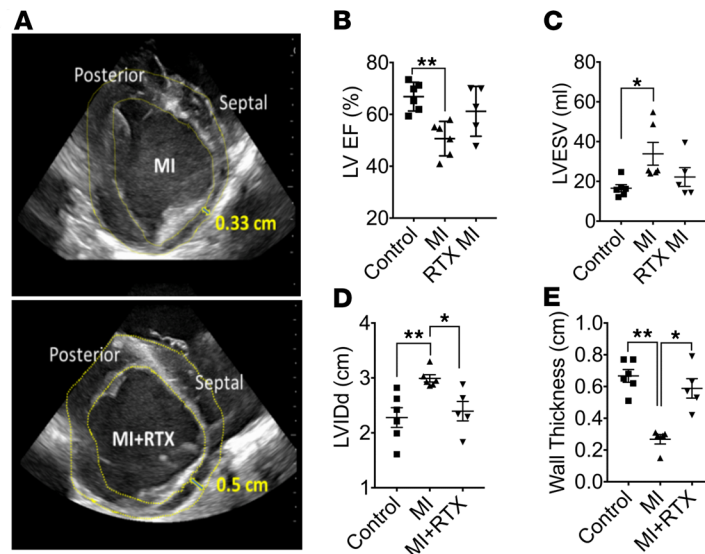 A
Posterior
Septal
MI
0.33 cm
Posterior
Septal
MI+RTX
0.5 cm
B
**
LV EF (%)
80
60
40
20
Control
MI
RTX MI
C
*
LVESV (ml)
80
60
40
20
0
Control
MI
RTX MI
D
** *
LVIDd (cm)
4
3
2
1
Control
MI
MI+RTX
E
** *
Wall Thickness (cm)
1.0
0.8
0.6
0.4
0.2
0.0
Control
MI
MI+RTX